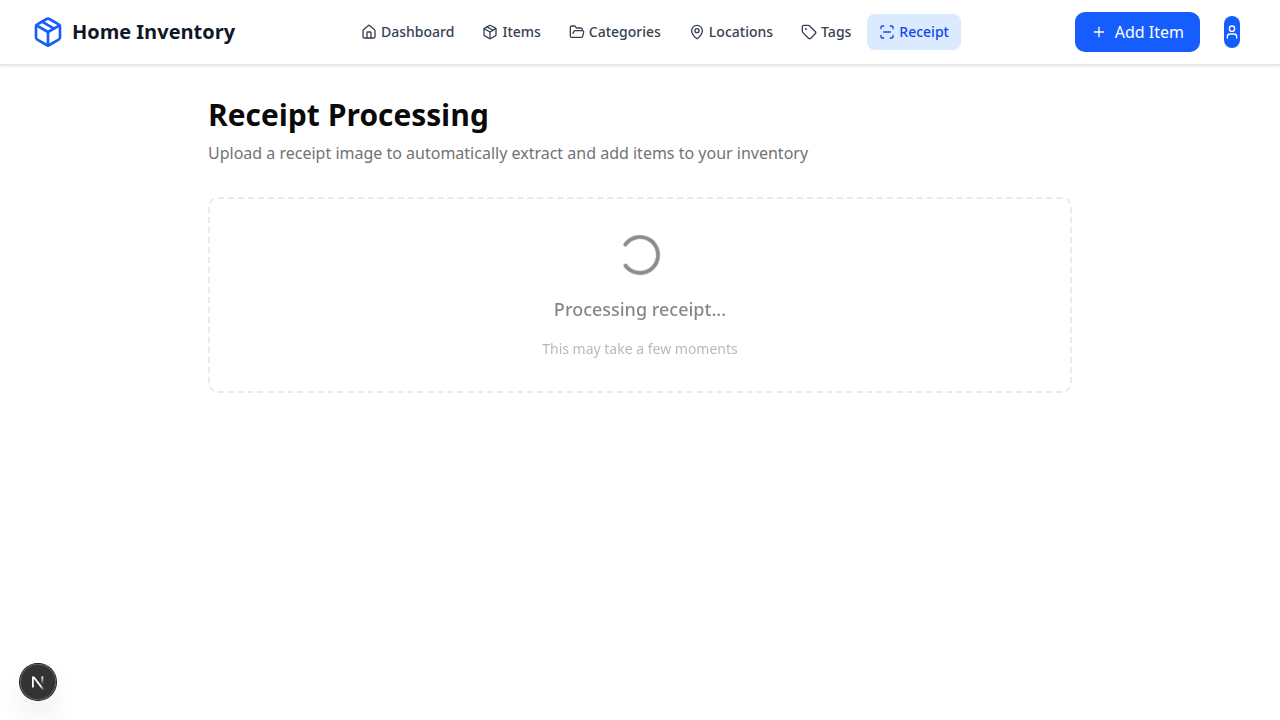 Home Inventory
Dashboard
Items
Categories
Locations
Tags
Receipt
Add Item
Receipt Processing
Upload a receipt image to automatically extract and add items to your inventory
Processing receipt...
This may take a few moments
N